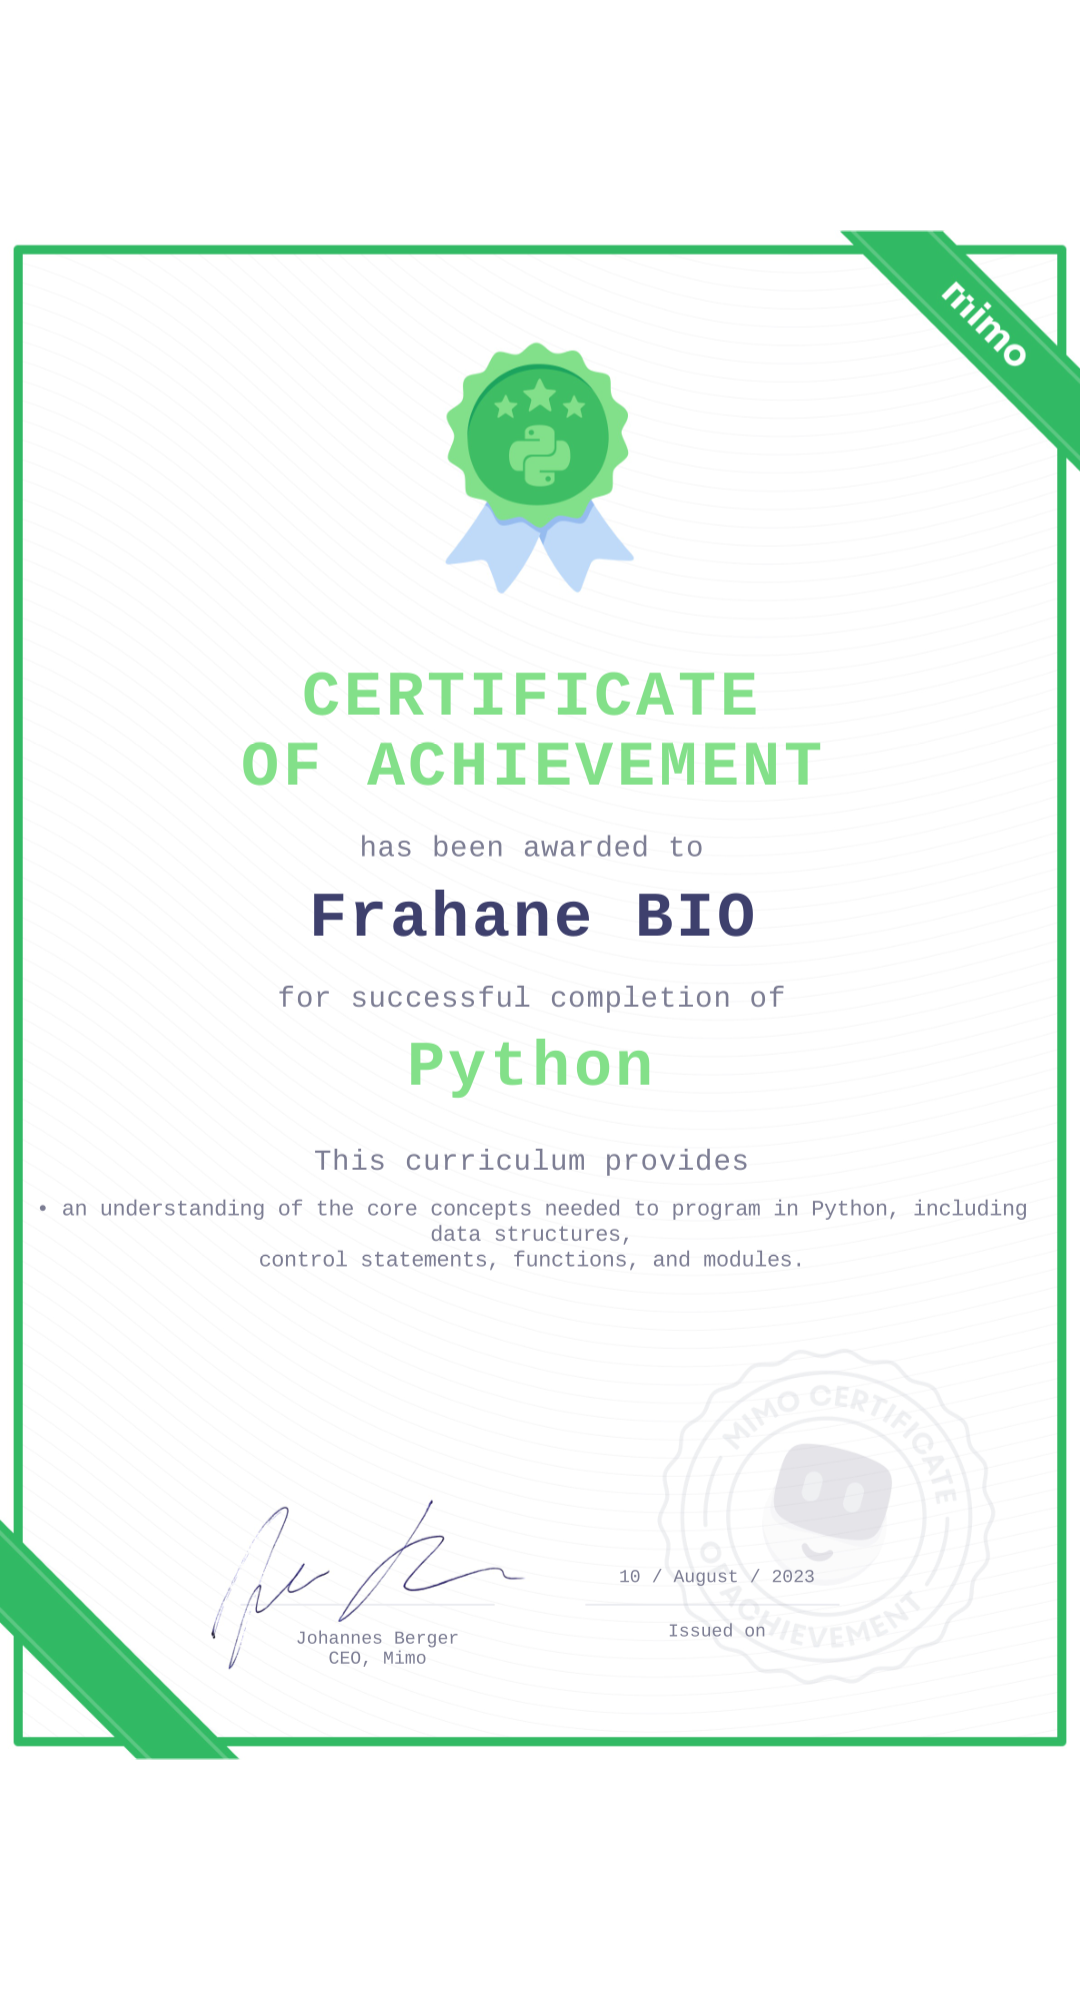 mimo
CERTIFICATE
OF ACHIEVEMENT
has been awarded to
Frahane BIO
for successful completion of
Python
This curriculum provides
• an understanding of the core concepts needed to program in Python, including
data structures,
control statements, functions, and modules.
MIMO CERTIFICATE
OF ACHIEVEMENT
10 / August / 2023
Issued on
Johannes Berger
CEO, Mimo